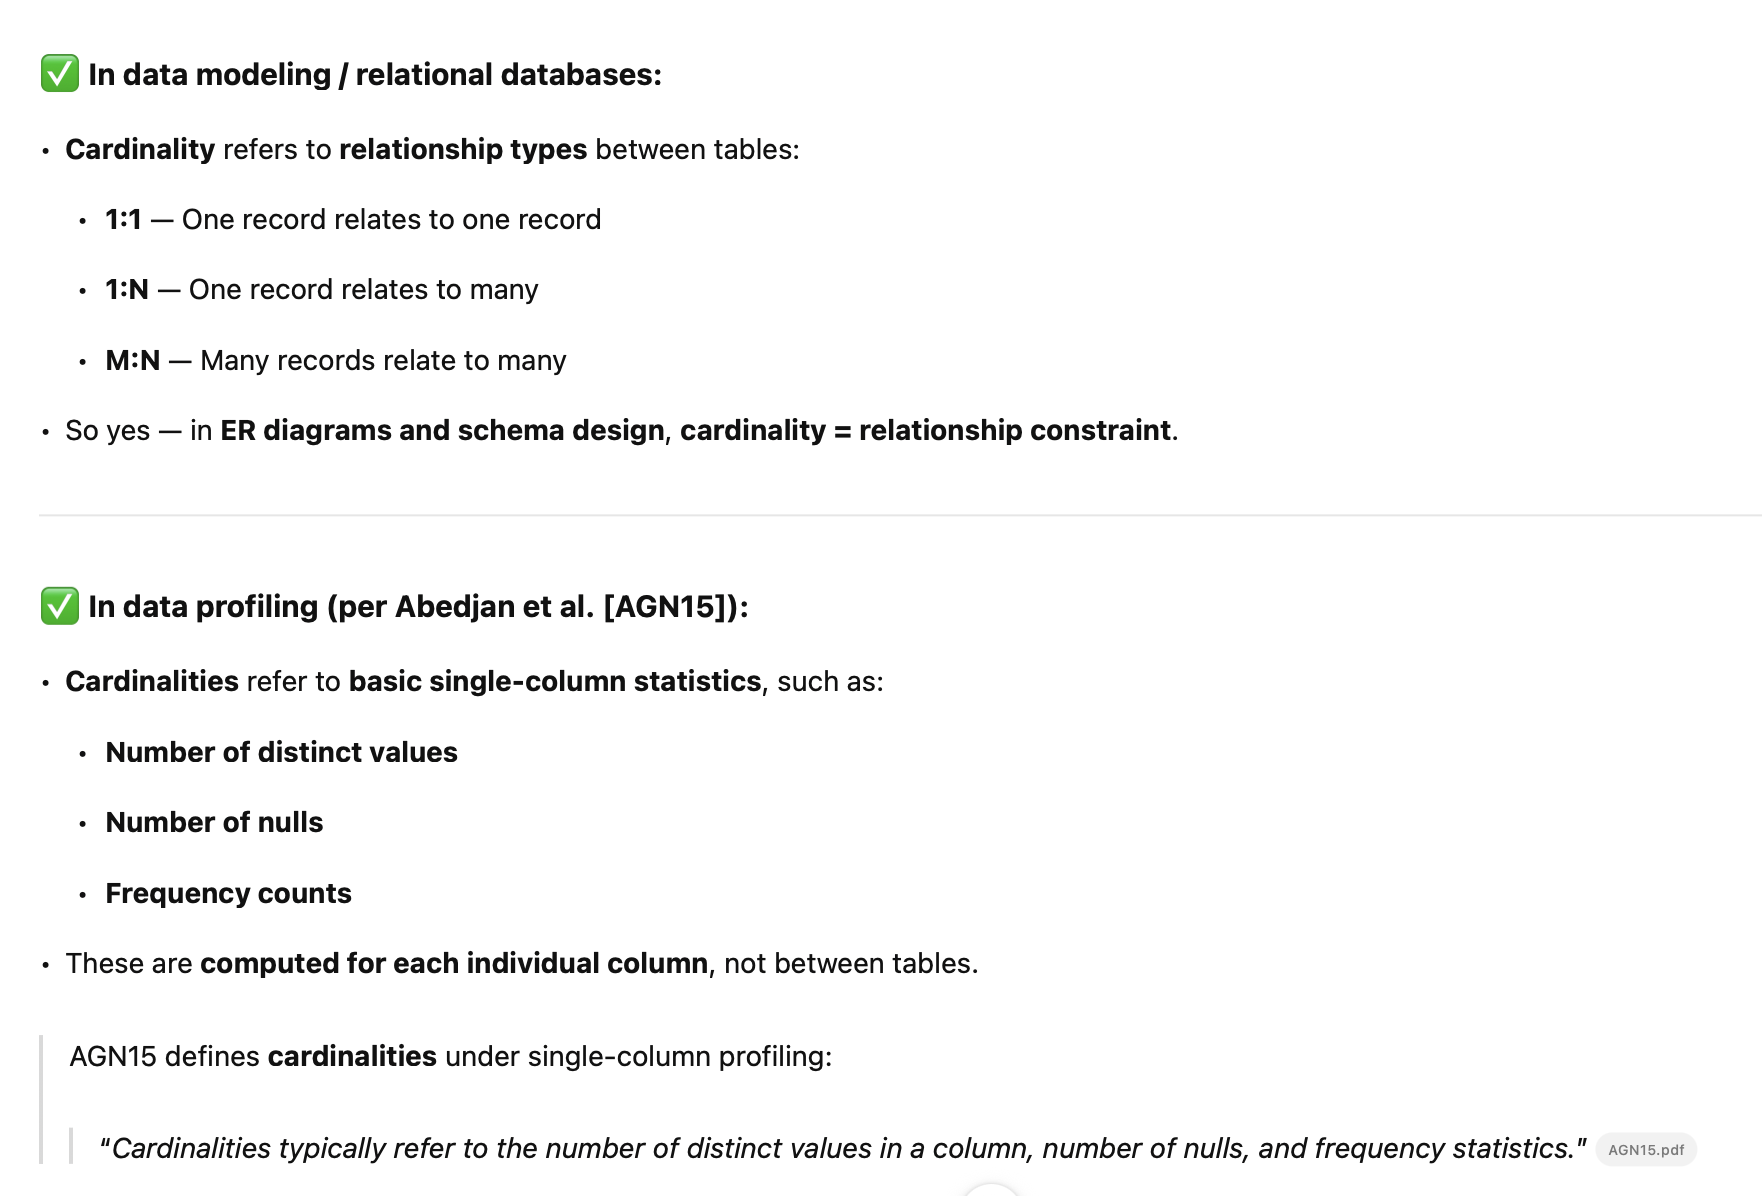 ✅ In data modeling / relational databases:
• Cardinality refers to relationship types between tables:
• 1:1 — One record relates to one record
• 1:N — One record relates to many
• M:N — Many records relate to many
• So yes — in ER diagrams and schema design, cardinality = relationship constraint.
✅ In data profiling (per Abedjan et al. [AGN15]):
• Cardinalities refer to basic single-column statistics, such as:
• Number of distinct values
• Number of nulls
• Frequency counts
• These are computed for each individual column, not between tables.
AGN15 defines cardinalities under single-column profiling:
"Cardinalities typically refer to the number of distinct values in a column, number of nulls, and frequency statistics." AGN15.pdf